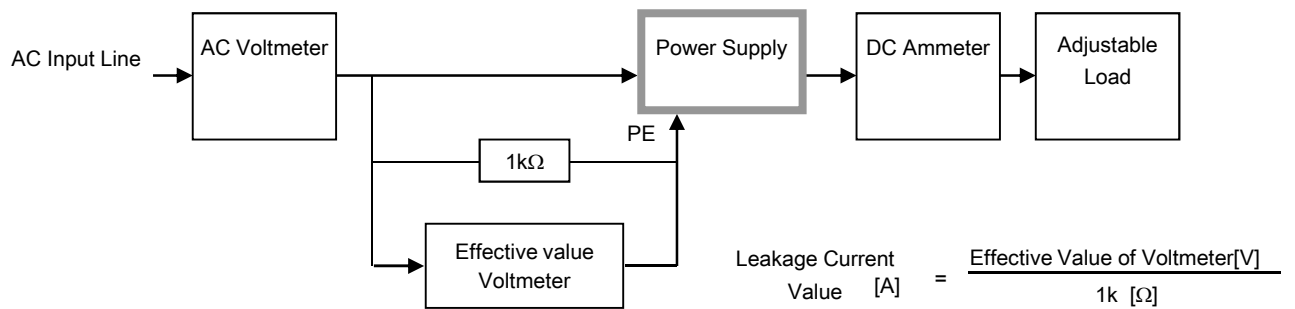 AC Input Line
AC Voltmeter
Power Supply
DC Ammeter
Adjustable
Load
PE
1kΩ
Effective value
Voltmeter
Leakage Current
Value [A]
=
Effective Value of Voltmeter[V]
1k [Ω]